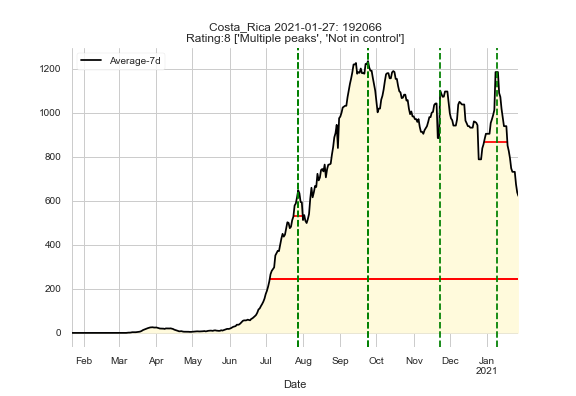 Costa_Rica 2021-01-27: 192066
Rating:8 ['Multiple peaks', 'Not in control']
Average-7d
1200
1000
800
600
400
200
0
Feb Mar Apr May Jun Jul Aug Sep Oct Nov Dec Jan
2021
Date